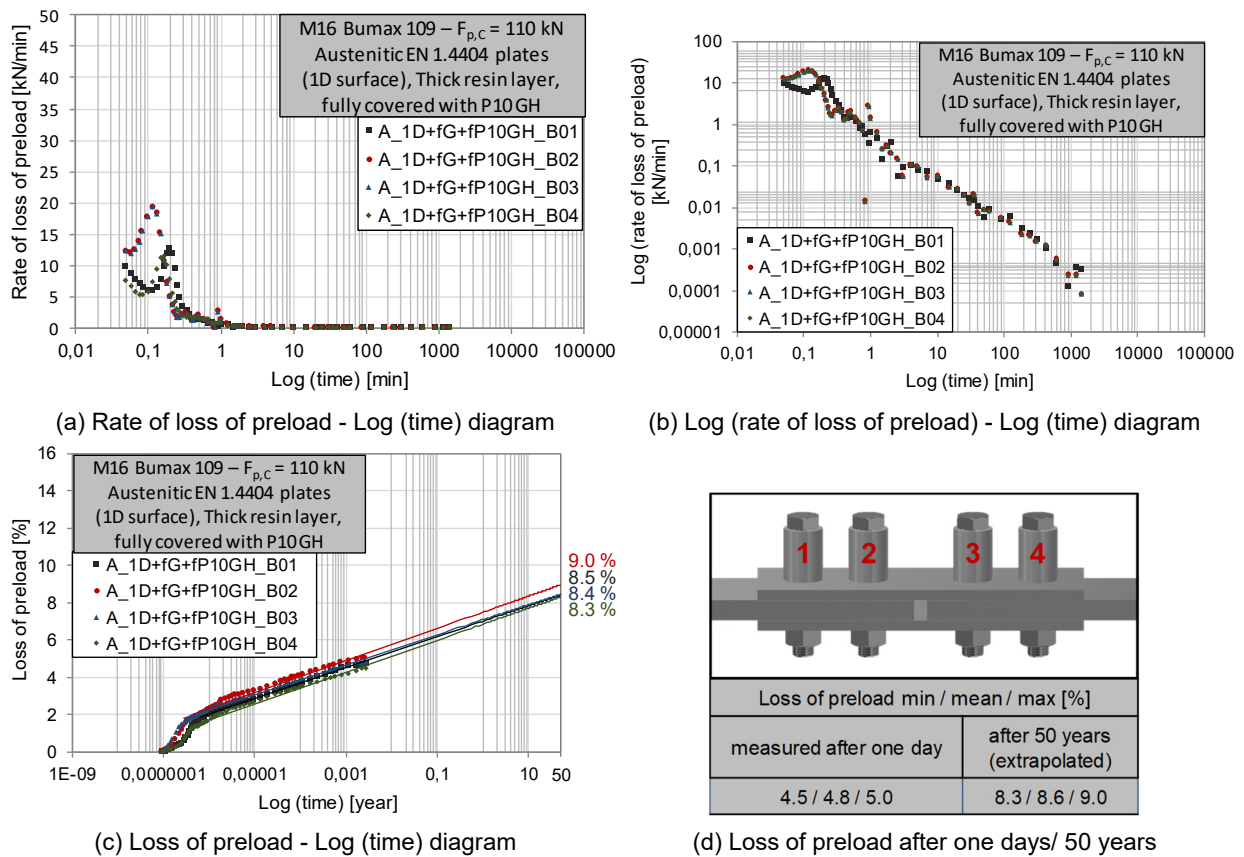 50
45
40
35
30
25
20
15
10
5
0
Rate of loss of preload [kN/min]
M16 Bumax 109 – Fp,C = 110 kN
Austenitic EN 1.4404 plates
(1D surface), Thick resin layer,
fully covered with P10 GH
A_1D+fG+fP10GH_B01
A_1D+fG+fP10GH_B02
A_1D+fG+fP10GH_B03
A_1D+fG+fP10GH_B04
0,01 0,1 1 10 100 1000 10000 100000
Log (time) [min]
(a) Rate of loss of preload - Log (time) diagram
100
10
1
0,1
0,01
0,001
0,0001
0,00001
Log (rate of loss of preload)
[kN/min]
M16 Bumax 109 – Fp,C = 110 kN
Austenitic EN 1.4404 plates
(1D surface), Thick resin layer,
fully covered with P10 GH
A_1D+fG+fP10GH_B01
A_1D+fG+fP10GH_B02
A_1D+fG+fP10GH_B03
A_1D+fG+fP10GH_B04
0,01 0,1 1 10 100 1000 10000 100000
Log (time) [min]
(b) Log (rate of loss of preload) - Log (time) diagram
16
14
12
10
8
6
4
2
0
Loss of preload [%]
M16 Bumax 109 – Fp,C = 110 kN
Austenitic EN 1.4404 plates
(1D surface), Thick resin layer,
fully covered with P10 GH
A_1D+fG+fP10GH_B01
A_1D+fG+fP10GH_B02
A_1D+fG+fP10GH_B03
A_1D+fG+fP10GH_B04
9.0 %
8.5 %
8.4 %
8.3 %
1E-09 0,0000001 0,00001 0,001 0,1 10 50
Log (time) [year]
(c) Loss of preload - Log (time) diagram
1 2 3 4
Loss of preload min / mean / max [%]
measured after one day
after 50 years
(extrapolated)
4.5 / 4.8 / 5.0
8.3 / 8.6 / 9.0
(d) Loss of preload after one days/ 50 years